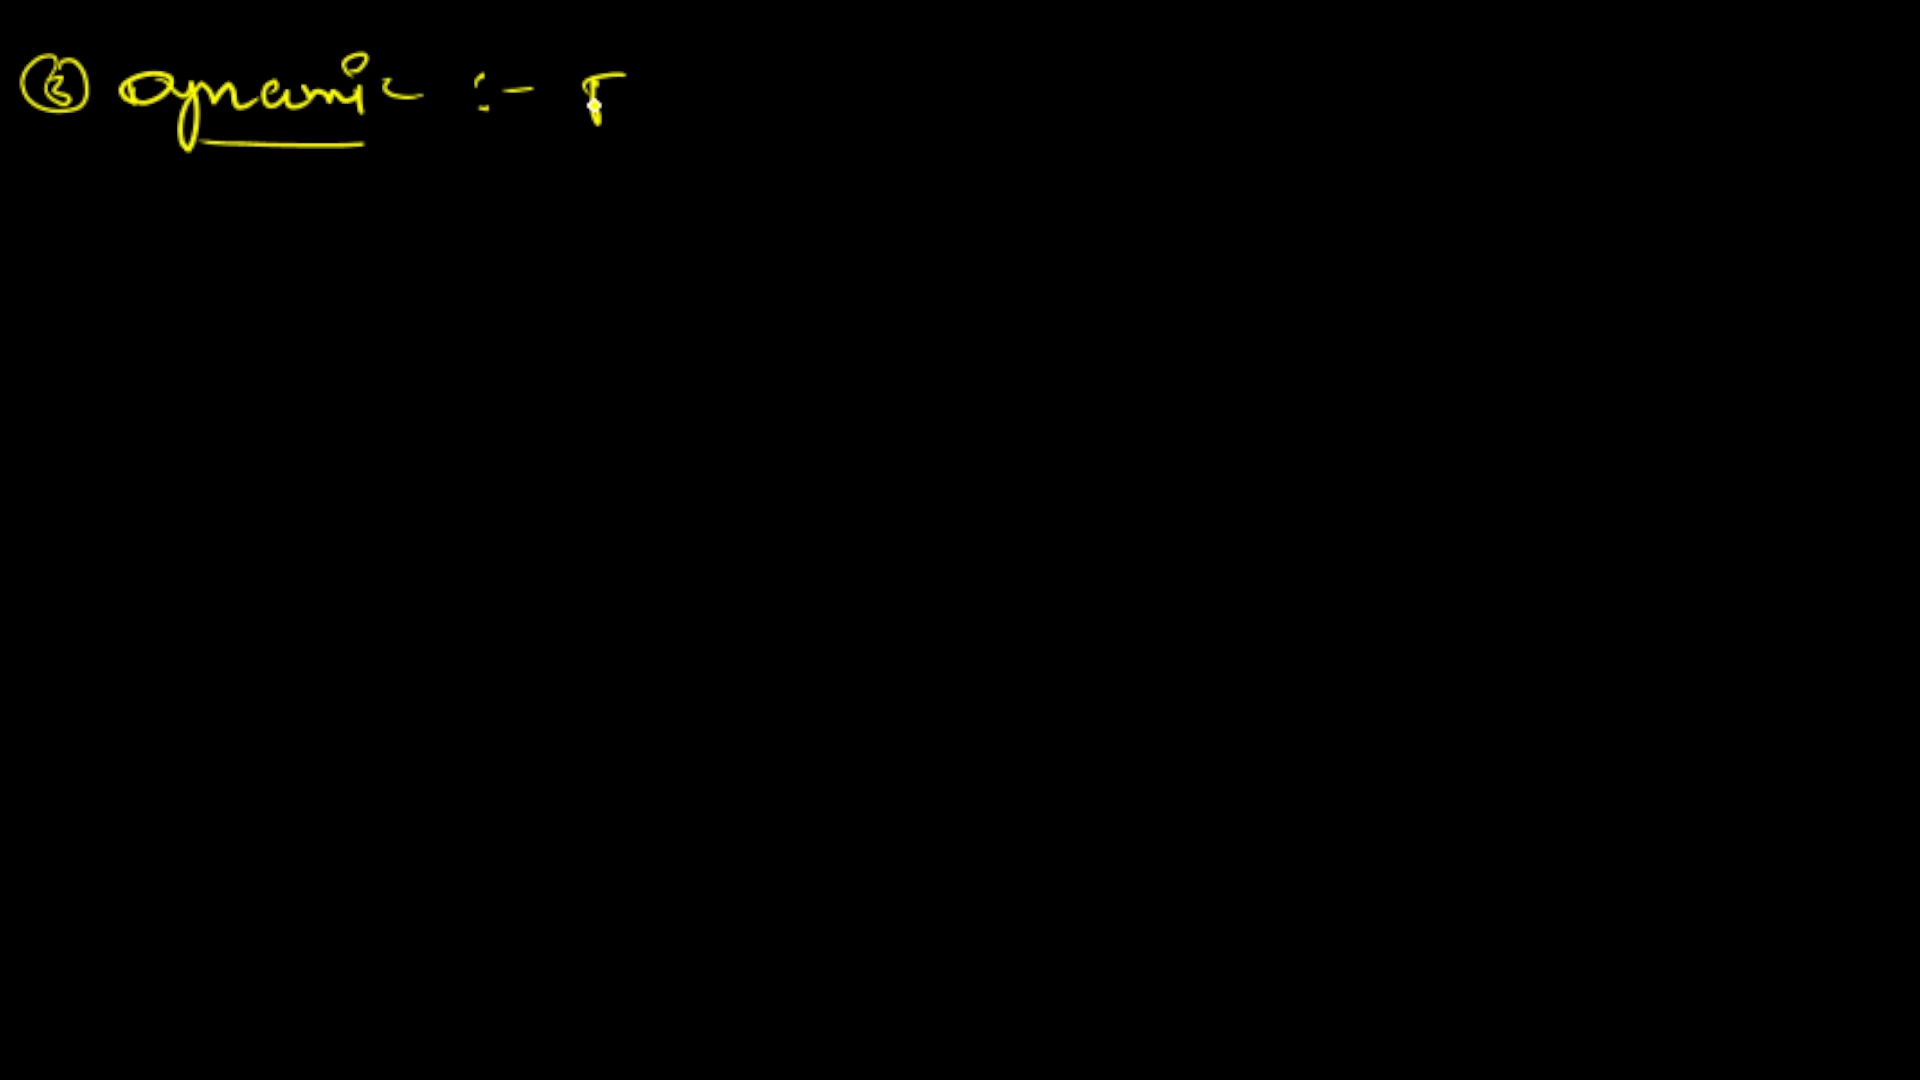 ③ Dynamic :-